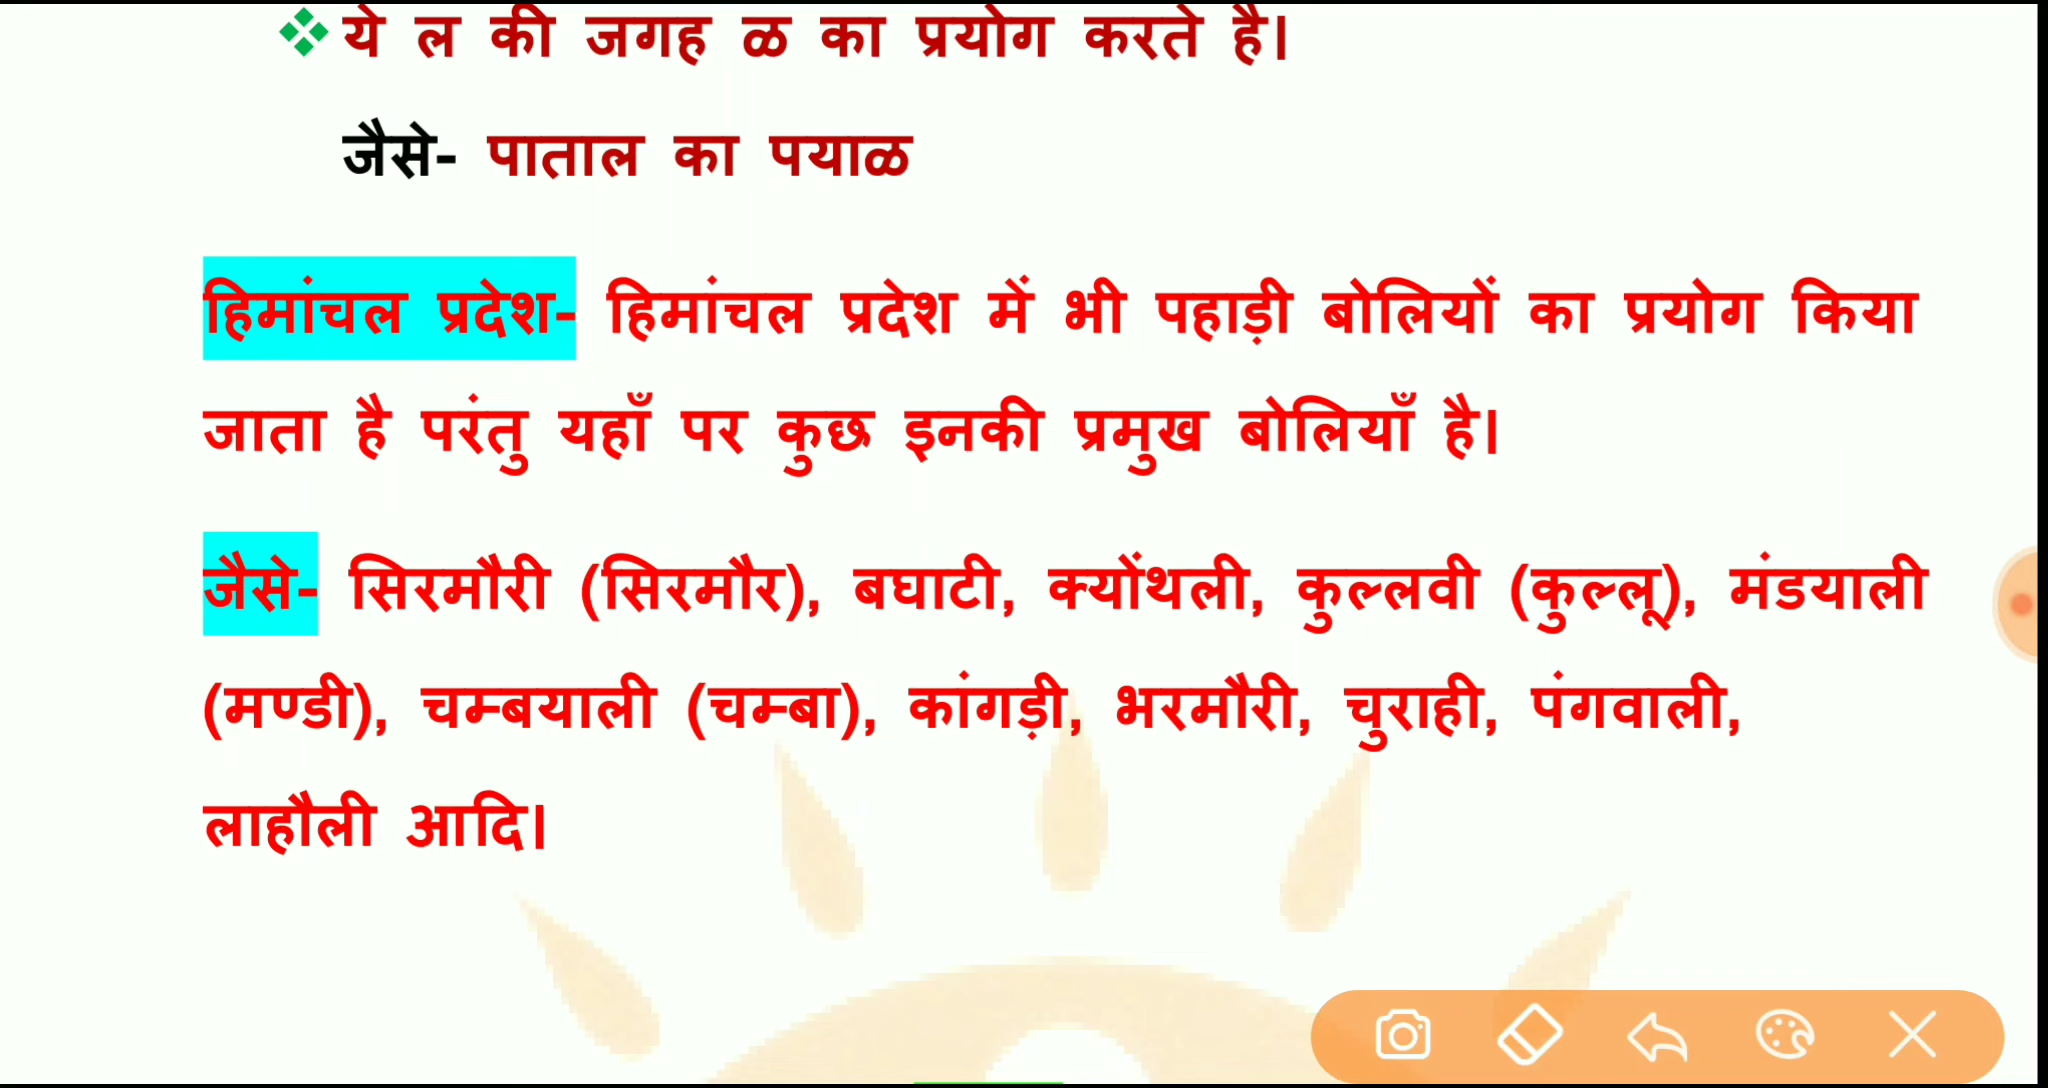 ये ल की जगह ळ का प्रयोग करते है।
जैसे- पाताल का पयाळ
हिमांचल प्रदेश- हिमांचल प्रदेश में भी पहाड़ी बोलियों का प्रयोग किया
जाता है परंतु यहाँ पर कुछ इनकी प्रमुख बोलियाँ है।
जैसे- सिरमौरी (सिरमौर), बघाटी, क्योंथली, कुल्लवी (कुल्लू), मंडयाली
(मण्डी), चम्बयाली (चम्बा), कांगड़ी, भरमौरी, चुराही, पंगवाली,
लाहौली आदि।